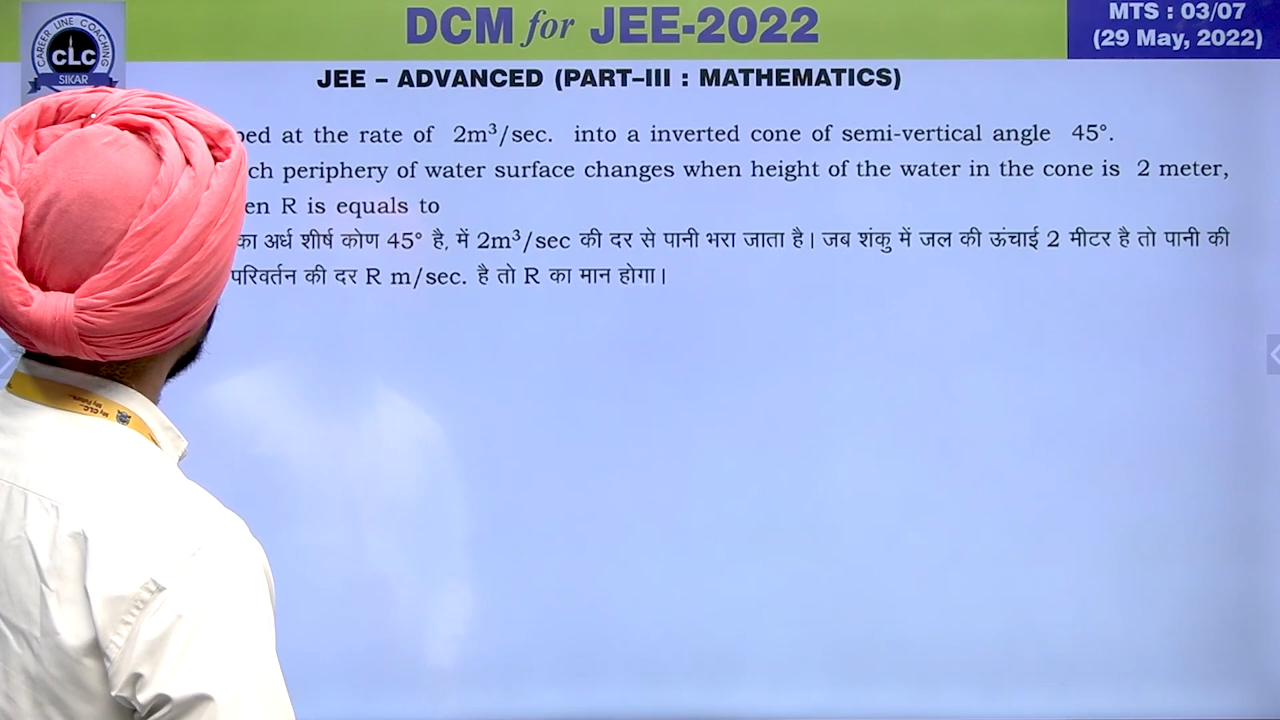 DCM for JEE-2022
MTS : 03/07
(29 May, 2022)
CAREER LINE COACHING
CLC
SIKAR
JEE – ADVANCED (PART–III : MATHEMATICS)
at the rate of 2m³/sec. into a inverted cone of semi-vertical angle 45°.
periphery of water surface changes when height of the water in the cone is 2 meter,
R is equals to
का अर्ध शीर्ष कोण 45° है, में 2m³/sec की दर से पानी भरा जाता है। जब शंकु में जल की ऊंचाई 2 मीटर है तो पानी की
परिवर्तन की दर R m/sec. है तो R का मान होगा।
My CLC